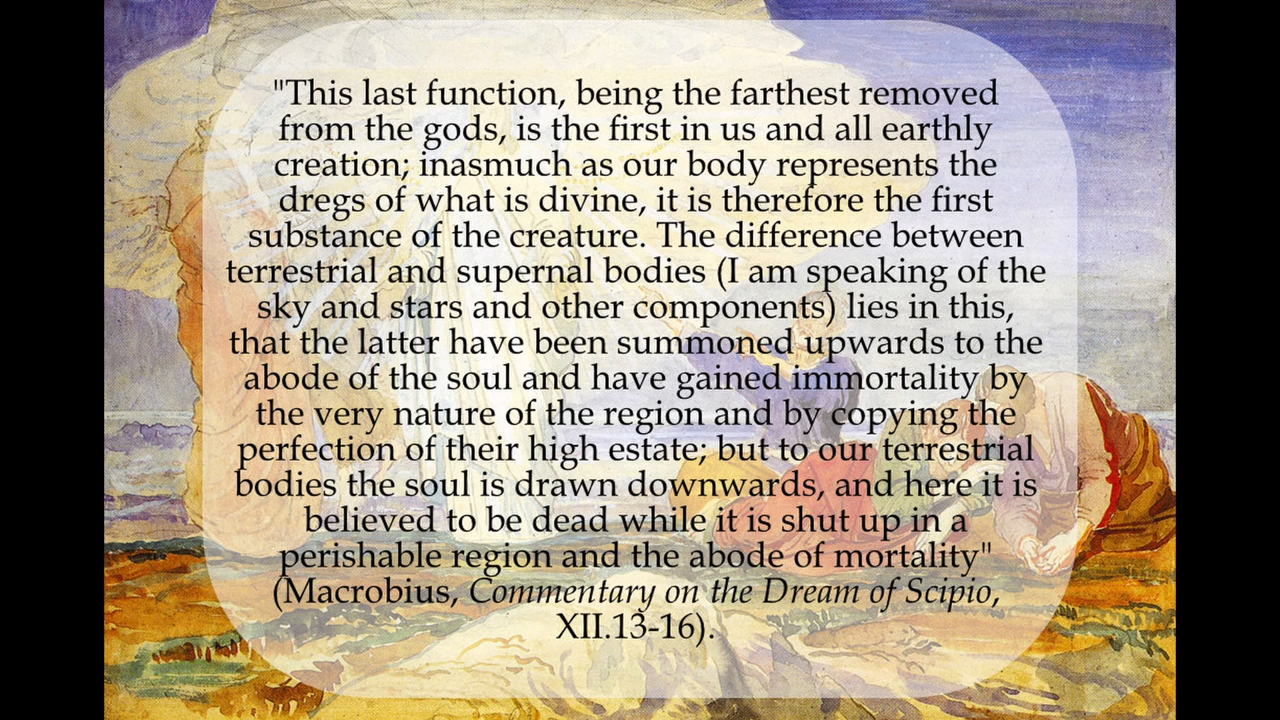 "This last function, being the farthest removed
from the gods, is the first in us and all earthly
creation; inasmuch as our body represents the
dregs of what is divine, it is therefore the first
substance of the creature. The difference between
terrestrial and supernal bodies (I am speaking of the
sky and stars and other components) lies in this,
that the latter have been summoned upwards to the
abode of the soul and have gained immortality by
the very nature of the region and by copying the
perfection of their high estate; but to our terrestrial
bodies the soul is drawn downwards, and here it is
believed to be dead while it is shut up in a
perishable region and the abode of mortality"
(Macrobius, Commentary on the Dream of Scipio,
XII.13-16).